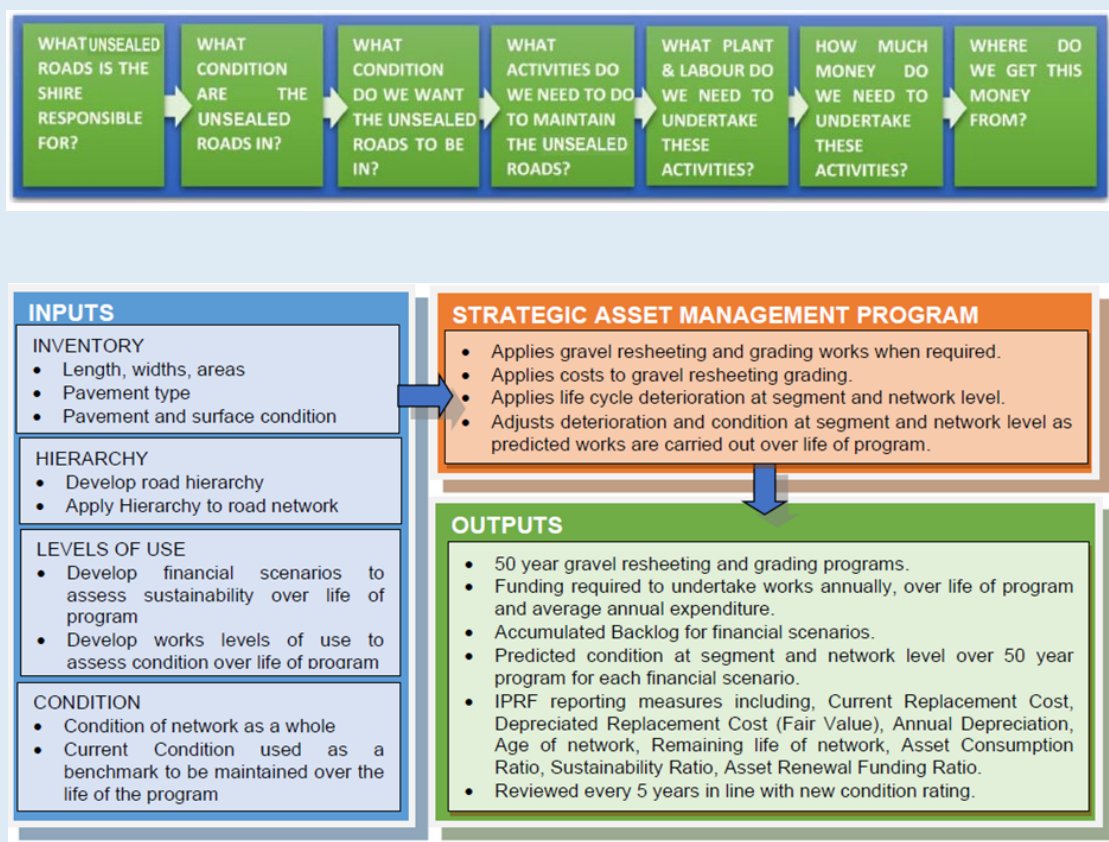 WHAT UNSEALED
ROADS IS THE
SHIRE
RESPONSIBLE
FOR?
WHAT
CONDITION
ARE THE
UNSEALED
ROADS IN?
WHAT
CONDITION
DO WE WANT
THE UNSEALED
ROADS TO BE
IN?
WHAT
ACTIVITIES DO
WE NEED TO DO
TO MAINTAIN
THE UNSEALED
ROADS?
WHAT PLANT
& LABOUR DO
WE NEED TO
UNDERTAKE
THESE
ACTIVITIES?
HOW MUCH
MONEY DO
WE NEED TO
UNDERTAKE
THESE
ACTIVITIES?
WHERE DO
WE GET THIS
MONEY
FROM?
INPUTS
INVENTORY
• Length, widths, areas
• Pavement type
• Pavement and surface condition
HIERARCHY
• Develop road hierarchy
• Apply Hierarchy to road network
LEVELS OF USE
• Develop financial scenarios to
assess sustainability over life of
program
• Develop works levels of use to
assess condition over life of program
CONDITION
• Condition of network as a whole
• Current Condition used as a
benchmark to be maintained over the
life of the program
STRATEGIC ASSET MANAGEMENT PROGRAM
• Applies gravel resheeting and grading works when required.
• Applies costs to gravel resheeting grading.
• Applies life cycle deterioration at segment and network level.
• Adjusts deterioration and condition at segment and network level as
predicted works are carried out over life of program.
OUTPUTS
• 50 year gravel resheeting and grading programs.
• Funding required to undertake works annually, over life of program
and average annual expenditure.
• Accumulated Backlog for financial scenarios.
• Predicted condition at segment and network level over 50 year
program for each financial scenario.
• IPRF reporting measures including, Current Replacement Cost,
Depreciated Replacement Cost (Fair Value), Annual Depreciation,
Age of network, Remaining life of network, Asset Consumption
Ratio, Sustainability Ratio, Asset Renewal Funding Ratio.
• Reviewed every 5 years in line with new condition rating.